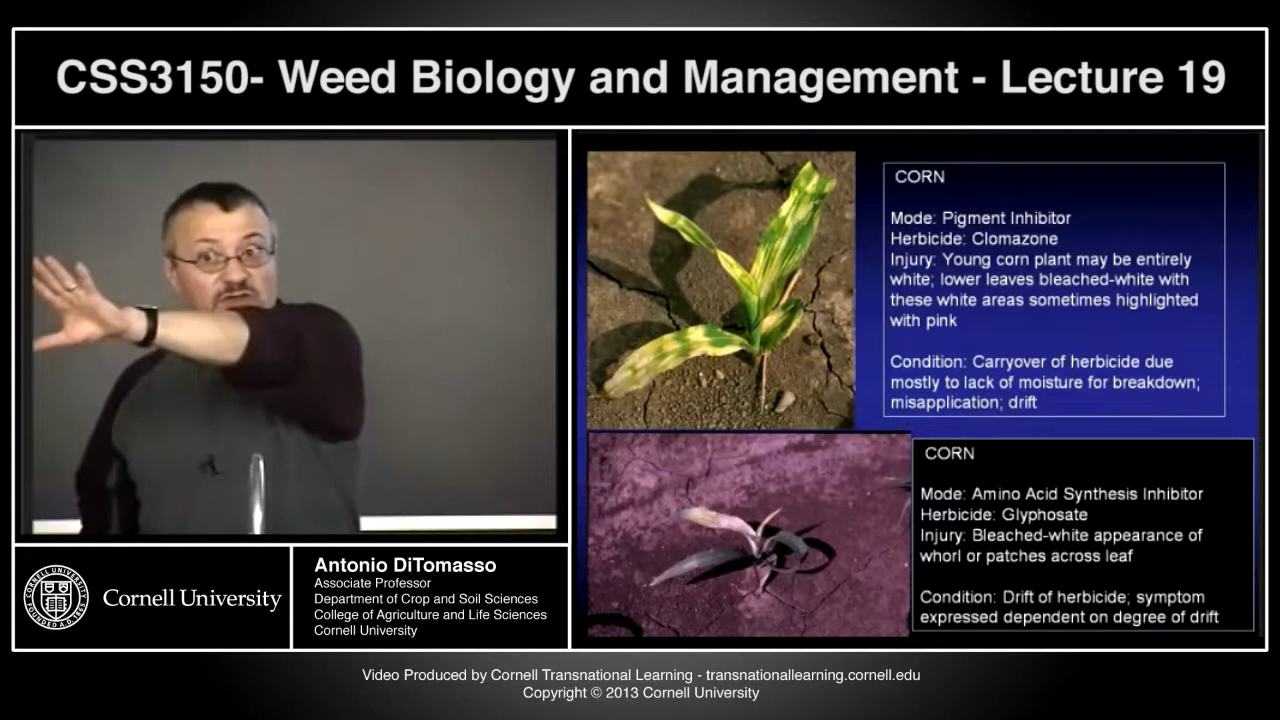 CSS3150- Weed Biology and Management - Lecture 19
CORN
Mode: Pigment Inhibitor
Herbicide: Clomazone
Injury: Young corn plant may be entirely
white; lower leaves bleached-white with
these white areas sometimes highlighted
with pink
Condition: Carryover of herbicide due
mostly to lack of moisture for breakdown;
misapplication; drift
CORN
Mode: Amino Acid Synthesis Inhibitor
Herbicide: Glyphosate
Injury: Bleached-white appearance of
whorl or patches across leaf
Condition: Drift of herbicide; symptom
expressed dependent on degree of drift
Cornell University
Antonio DiTomasso
Associate Professor
Department of Crop and Soil Sciences
College of Agriculture and Life Sciences
Cornell University
Video Produced by Cornell Transnational Learning - transnationallearning.cornell.edu
Copyright © 2013 Cornell University